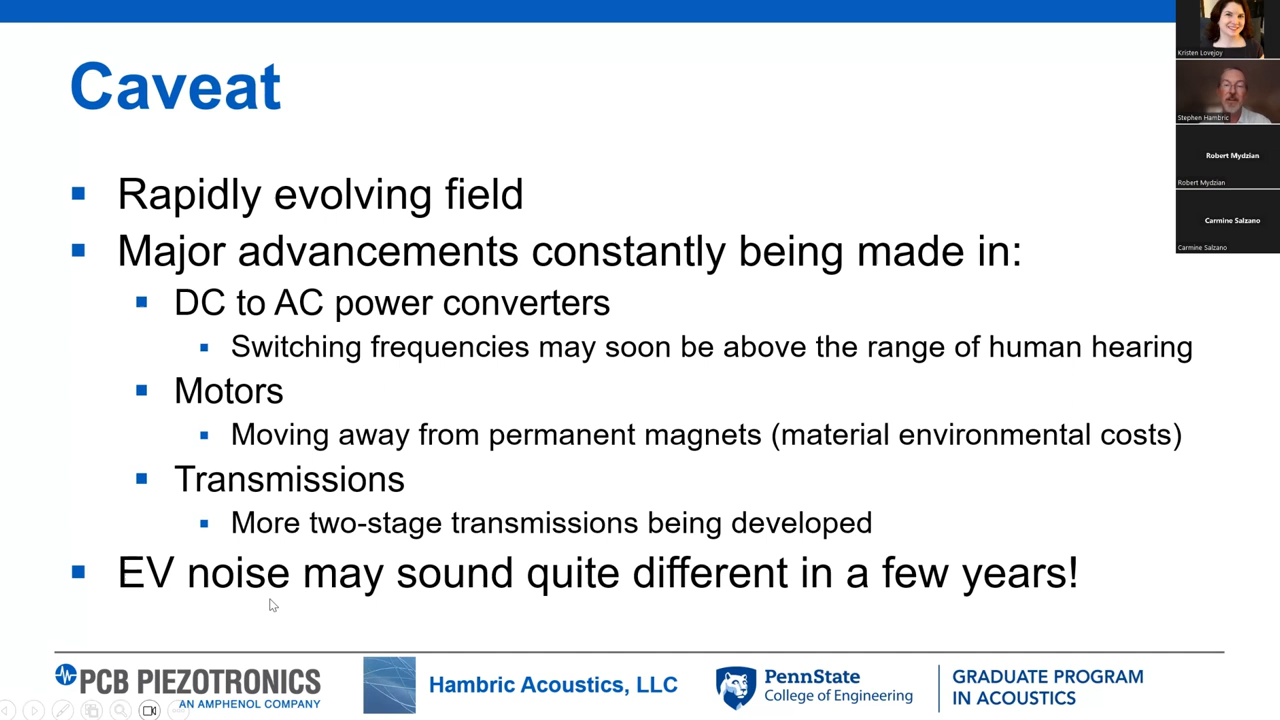 Caveat
Rapidly evolving field
Major advancements constantly being made in:
DC to AC power converters
Switching frequencies may soon be above the range of human hearing
Motors
Moving away from permanent magnets (material environmental costs)
Transmissions
More two-stage transmissions being developed
EV noise may sound quite different in a few years!
PCB PIEZOTRONICS
AN AMPHENOL COMPANY
Hambric Acoustics, LLC
PennState
College of Engineering
GRADUATE PROGRAM
IN ACOUSTICS
Kristen Lovejoy
Stephen Hambric
Robert Mydzian
Robert Mydzian
Carmine Salzano
Carmine Salzano